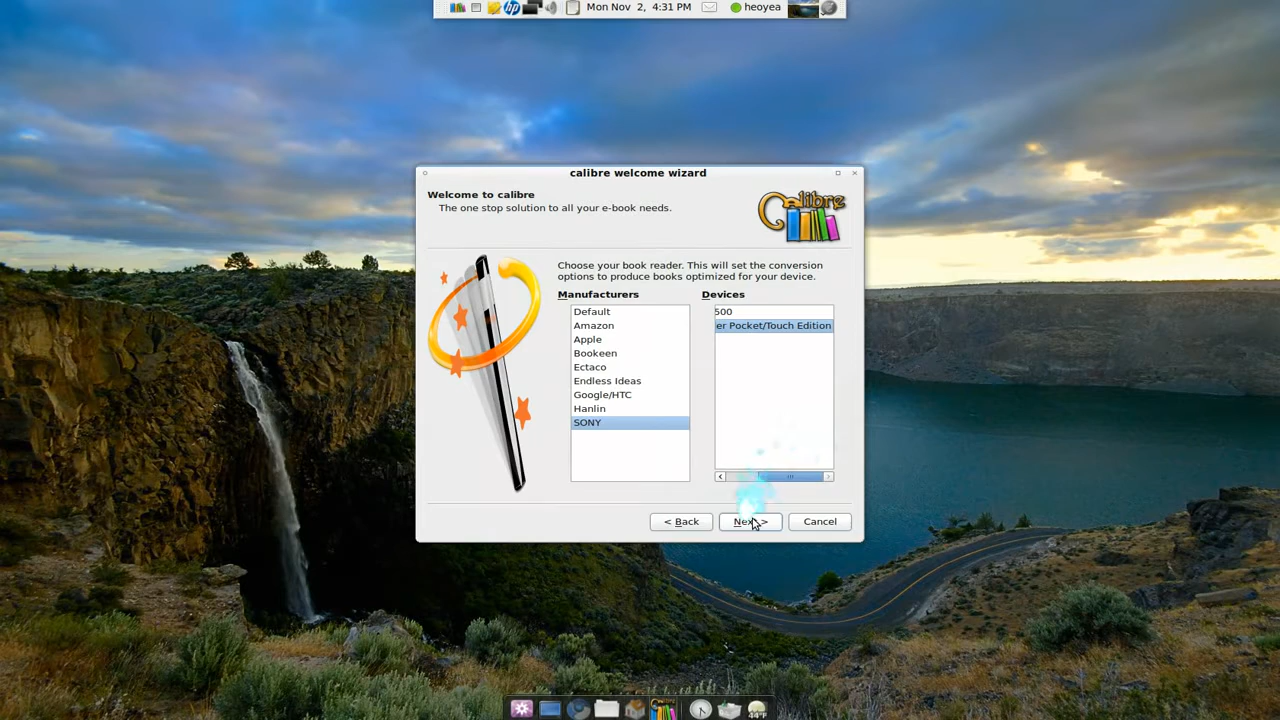 Mon Nov 2, 4:31 PM
heoyea
calibre welcome wizard
Welcome to calibre
The one stop solution to all your e-book needs.
Calibre
Choose your book reader. This will set the conversion
options to produce books optimized for your device.
Manufacturers
Default
Amazon
Apple
Bookeen
Ectaco
Endless Ideas
Google/HTC
Hanlin
SONY
Devices
500
er Pocket/Touch Edition
< Back
Next >
Cancel
hp
44°F